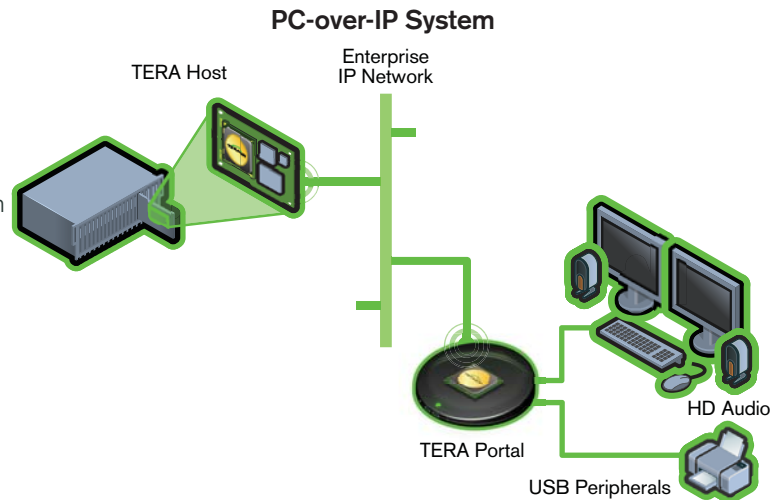 PC-over-IP System
Enterprise
IP Network
TERA Host
HD Audio
TERA Portal
USB Peripherals